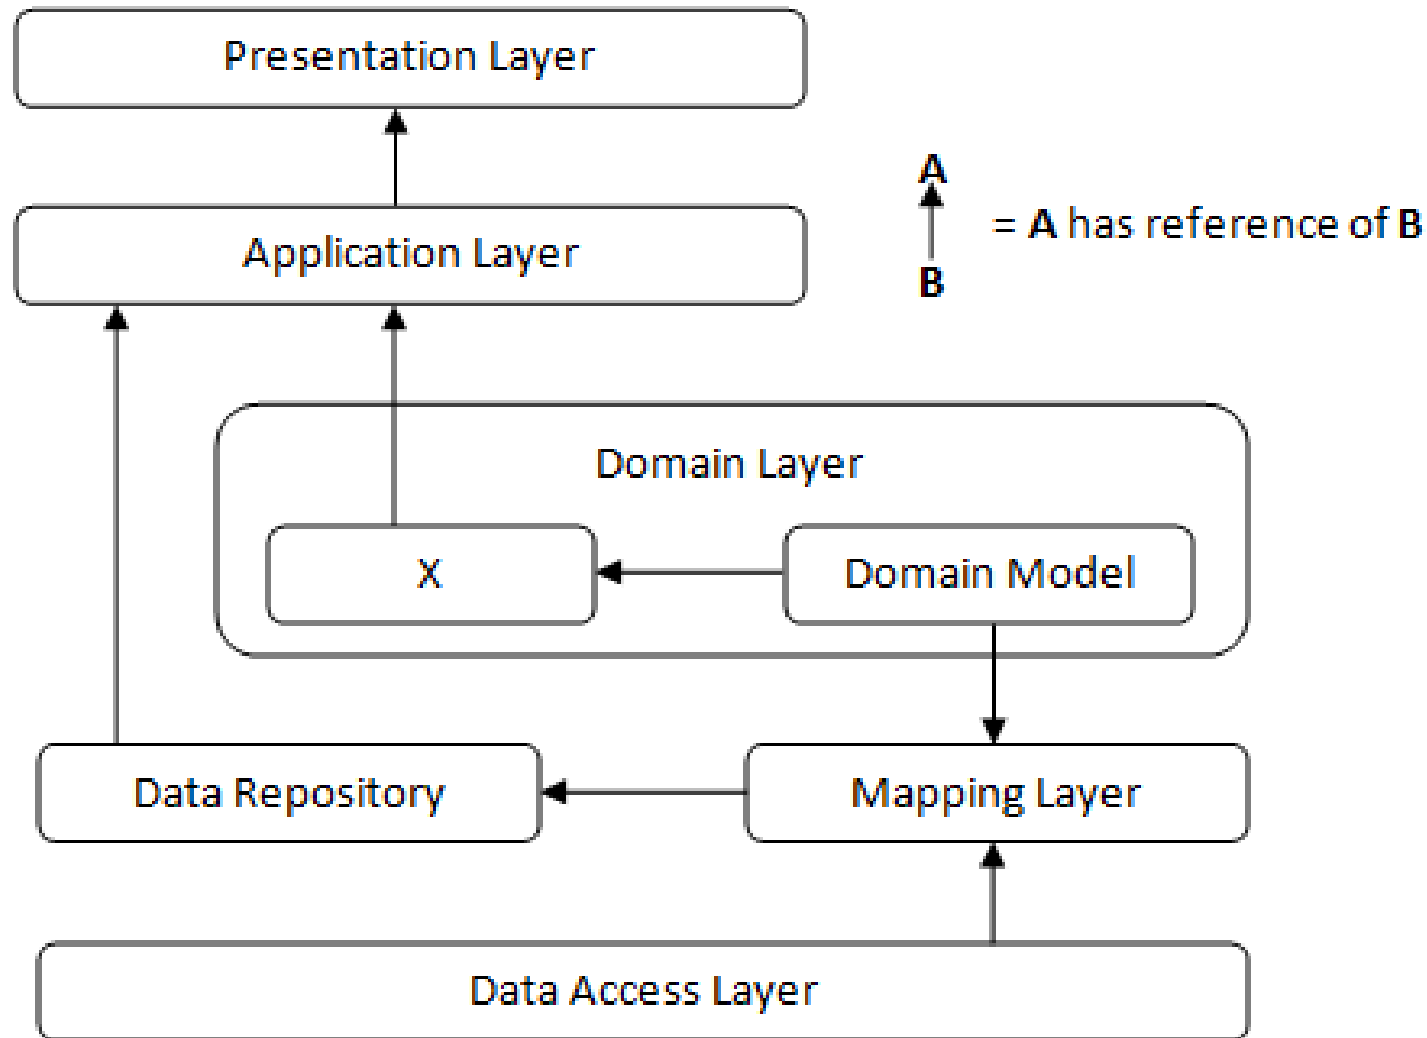 Presentation Layer
Application Layer
A
= A has reference of B
B
Domain Layer
X
Domain Model
Data Repository
Mapping Layer
Data Access Layer